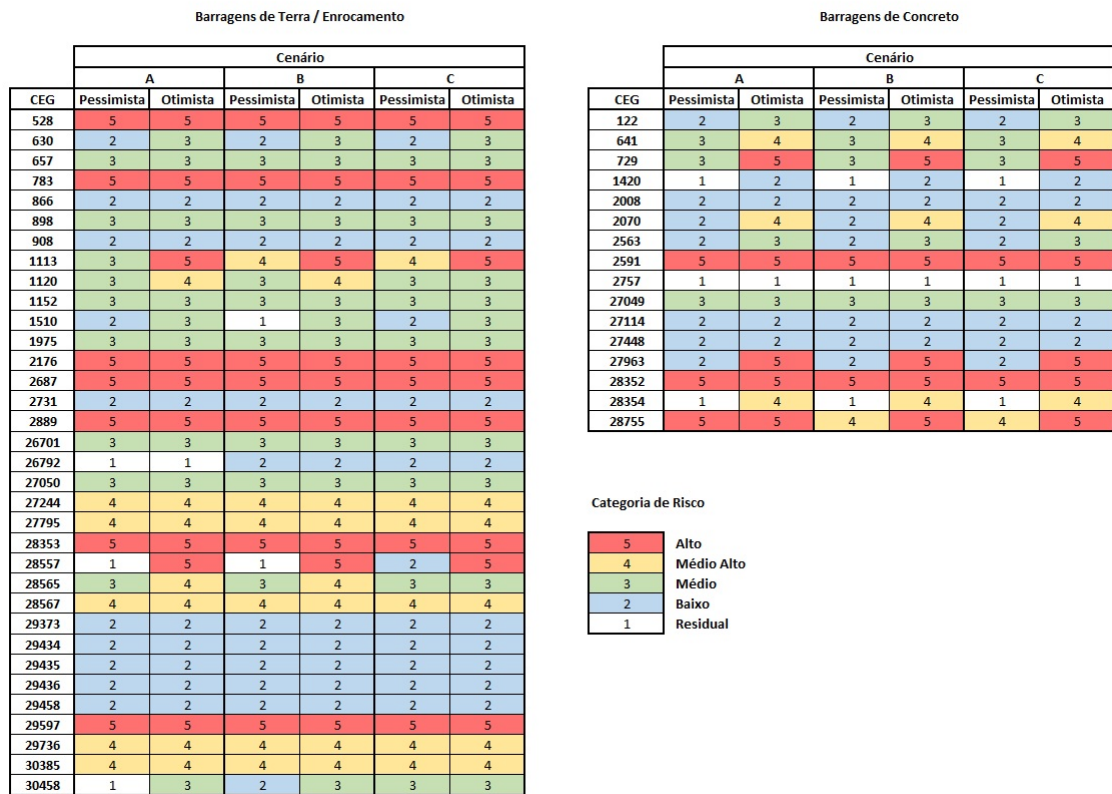 Barragens de Terra / Enrocamento
Cenário
A B C
CEG Pessimista Otimista Pessimista Otimista Pessimista Otimista
528 5 5 5 5 5 5
630 2 3 2 3 2 3
657 3 3 3 3 3 3
783 5 5 5 5 5 5
866 2 2 2 2 2 2
898 3 3 3 3 3 3
908 2 2 2 2 2 2
1113 3 5 4 5 4 5
1120 3 4 3 4 3 3
1152 3 3 3 3 3 3
1510 2 3 1 3 2 3
1975 3 3 3 3 3 3
2176 5 5 5 5 5 5
2687 5 5 5 5 5 5
2731 2 2 2 2 2 2
2889 5 5 5 5 5 5
26701 3 3 3 3 3 3
26792 1 1 2 2 2 2
27050 3 3 3 3 3 3
27244 4 4 4 4 4 4
27795 4 4 4 4 4 4
28353 5 5 5 5 5 5
28557 1 5 1 5 2 5
28565 3 4 3 4 3 3
28567 4 4 4 4 4 4
29373 2 2 2 2 2 2
29434 2 2 2 2 2 2
29435 2 2 2 2 2 2
29436 2 2 2 2 2 2
29458 2 2 2 2 2 2
29597 5 5 5 5 5 5
29736 4 4 4 4 4 4
30385 4 4 4 4 4 4
30458 1 3 2 3 3 3
Barragens de Concreto
Cenário
A B C
CEG Pessimista Otimista Pessimista Otimista Pessimista Otimista
122 2 3 2 3 2 3
641 3 4 3 4 3 4
729 3 5 3 5 3 5
1420 1 2 1 2 1 2
2008 2 2 2 2 2 2
2070 2 4 2 4 2 4
2563 2 3 2 3 2 3
2591 5 5 5 5 5 5
2757 1 1 1 1 1 1
27049 3 3 3 3 3 3
27114 2 2 2 2 2 2
27448 2 2 2 2 2 2
27963 2 5 2 5 2 5
28352 5 5 5 5 5 5
28354 1 4 1 4 1 4
28755 5 5 4 5 4 5
Categoria de Risco
5 Alto
4 Médio Alto
3 Médio
2 Baixo
1 Residual